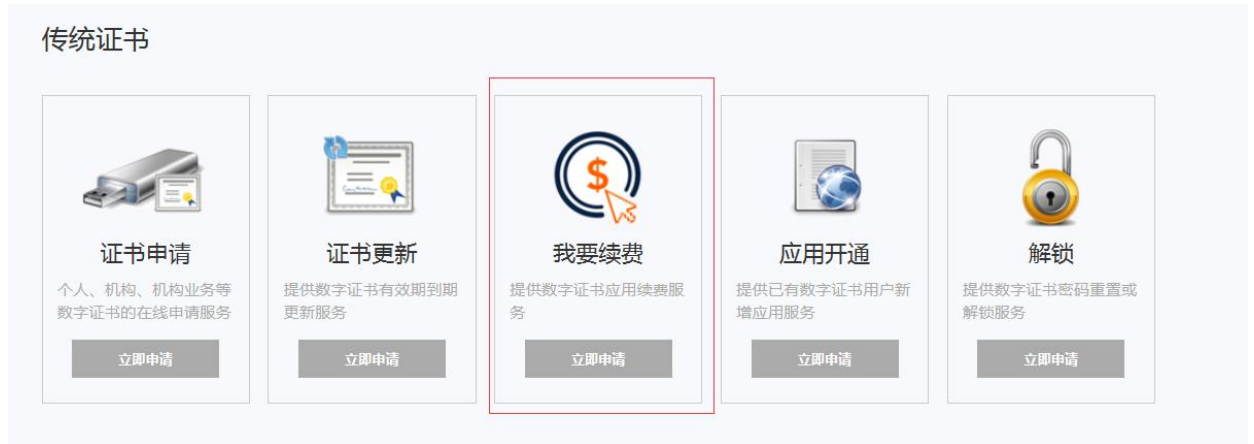 传统证书
证书申请
个人、机构、机构业务等
数字证书的在线申请服务
立即申请
证书更新
提供数字证书有效期到期
更新服务
立即申请
$
我要续费
提供数字证书应用续费服
务
立即申请
应用开通
提供已有数字证书用户新
增应用服务
立即申请
解锁
提供数字证书密码重置或
解锁服务
立即申请